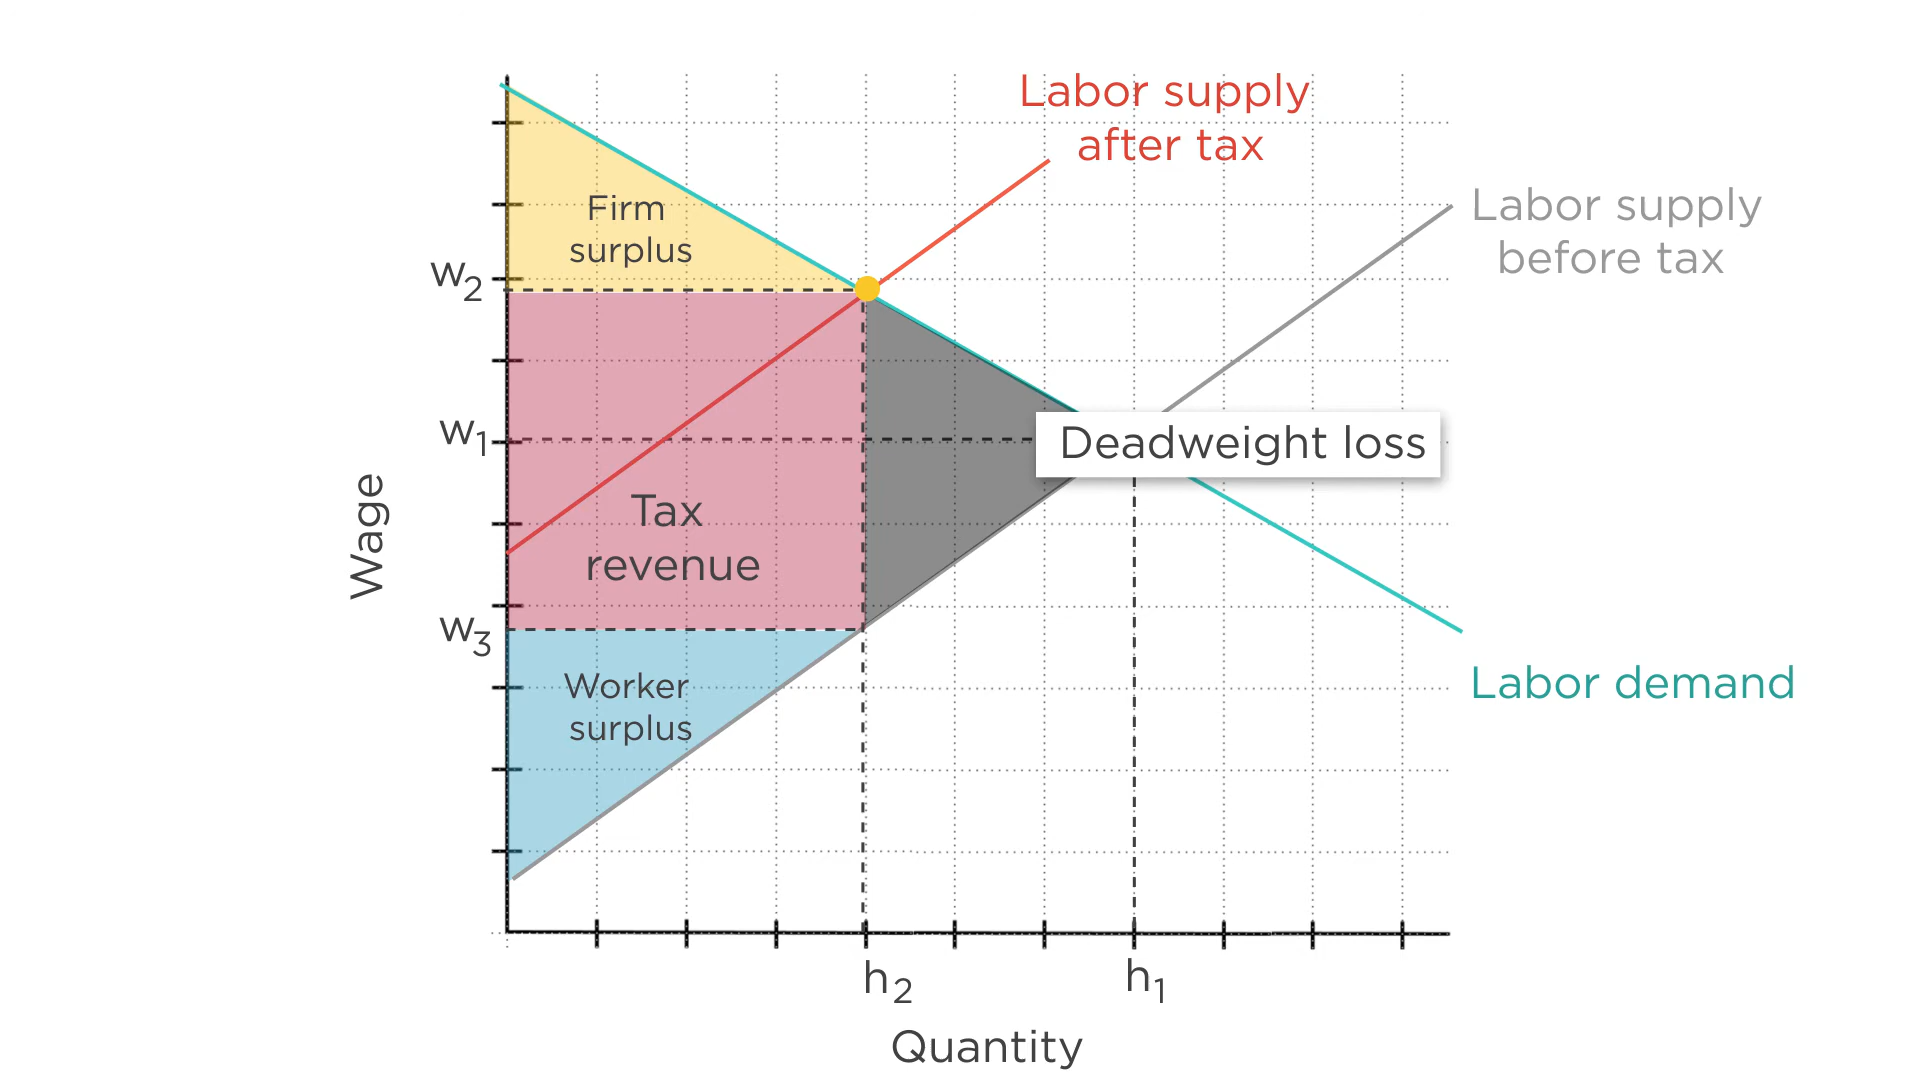 Labor supply
after tax
Labor supply
before tax
Firm
surplus
w2
w1
Deadweight loss
Tax
revenue
Wage
w3
Worker
surplus
Labor demand
h2
h1
Quantity